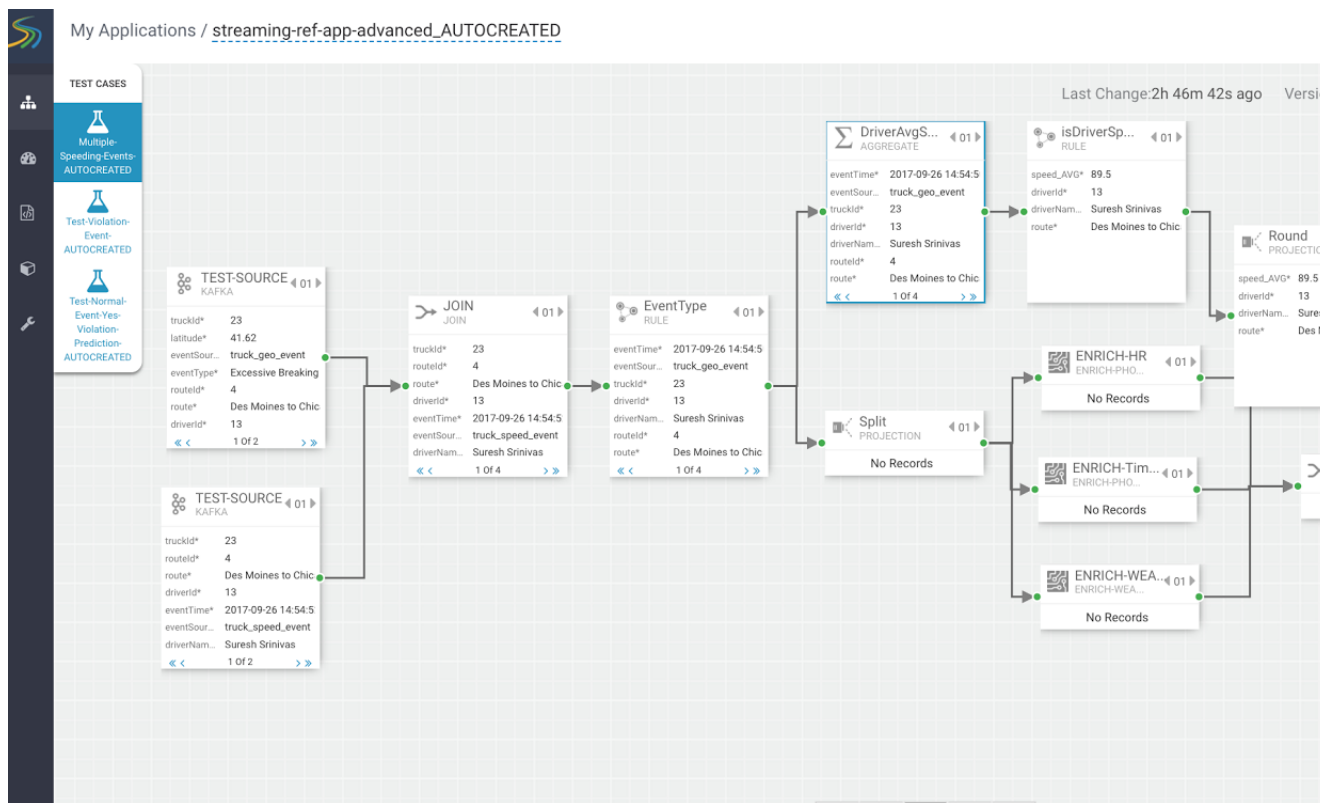 My Applications / streaming-ref-app-advanced_AUTOCREATED
TEST CASES
Multiple-
Speeding-Events-
AUTOCREATED
Test-Violation-
Event-
AUTOCREATED
Test-Normal-
Event-Yes-
Violation-
Prediction-
AUTOCREATED
Last Change:2h 46m 42s ago Versi
TEST-SOURCE 01
KAFKA
truckId* 23
latitude* 41.62
eventSour... truck_geo_event
eventType* Excessive Breaking
routeId* 4
route* Des Moines to Chic
driverId* 13
1 Of 2
TEST-SOURCE 01
KAFKA
truckId* 23
routeId* 4
route* Des Moines to Chic
driverId* 13
eventTime* 2017-09-26 14:54:5
eventSour... truck_speed_event
driverNam... Suresh Srinivas
1 Of 2
JOIN 01
JOIN
truckId* 23
routeId* 4
route* Des Moines to Chic
driverId* 13
eventTime* 2017-09-26 14:54:5
eventSour... truck_speed_event
driverNam... Suresh Srinivas
1 Of 4
EventType 01
RULE
eventTime* 2017-09-26 14:54:5
eventSour... truck_geo_event
truckId* 23
driverId* 13
driverNam... Suresh Srinivas
routeId* 4
route* Des Moines to Chic
1 Of 4
DriverAvgS... 01
AGGREGATE
eventTime* 2017-09-26 14:54:5
eventSour... truck_geo_event
truckId* 23
driverId* 13
driverNam... Suresh Srinivas
routeId* 4
route* Des Moines to Chic
1 Of 4
Split 01
PROJECTION
No Records
isDriverSp... 01
RULE
speed_AVG* 89.5
driverId* 13
driverNam... Suresh Srinivas
route* Des Moines to Chic
ENRICH-HR 01
ENRICH-PHO...
No Records
ENRICH-Tim... 01
ENRICH-PHO...
No Records
ENRICH-WEA... 01
ENRICH-WEA...
No Records
Round
PROJECTIO
speed_AVG* 89.5
driverId* 13
driverNam... Sures
route* Des M